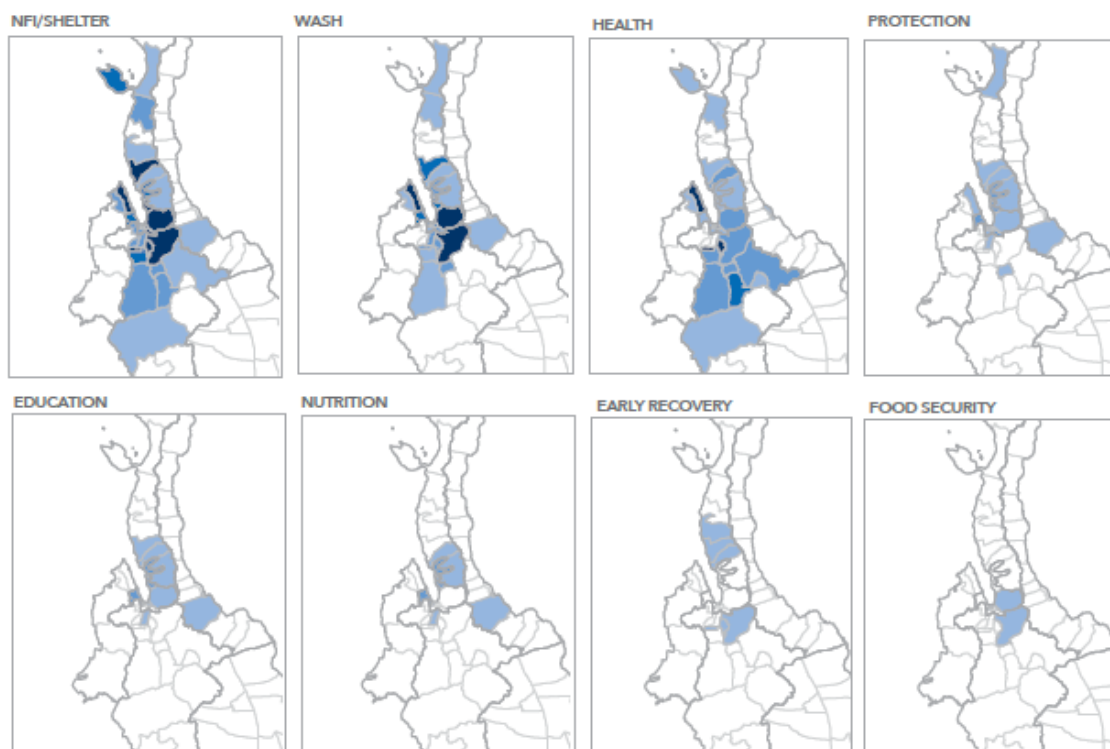 NFI/SHELTER
WASH
HEALTH
PROTECTION
EDUCATION
NUTRITION
EARLY RECOVERY
FOOD SECURITY